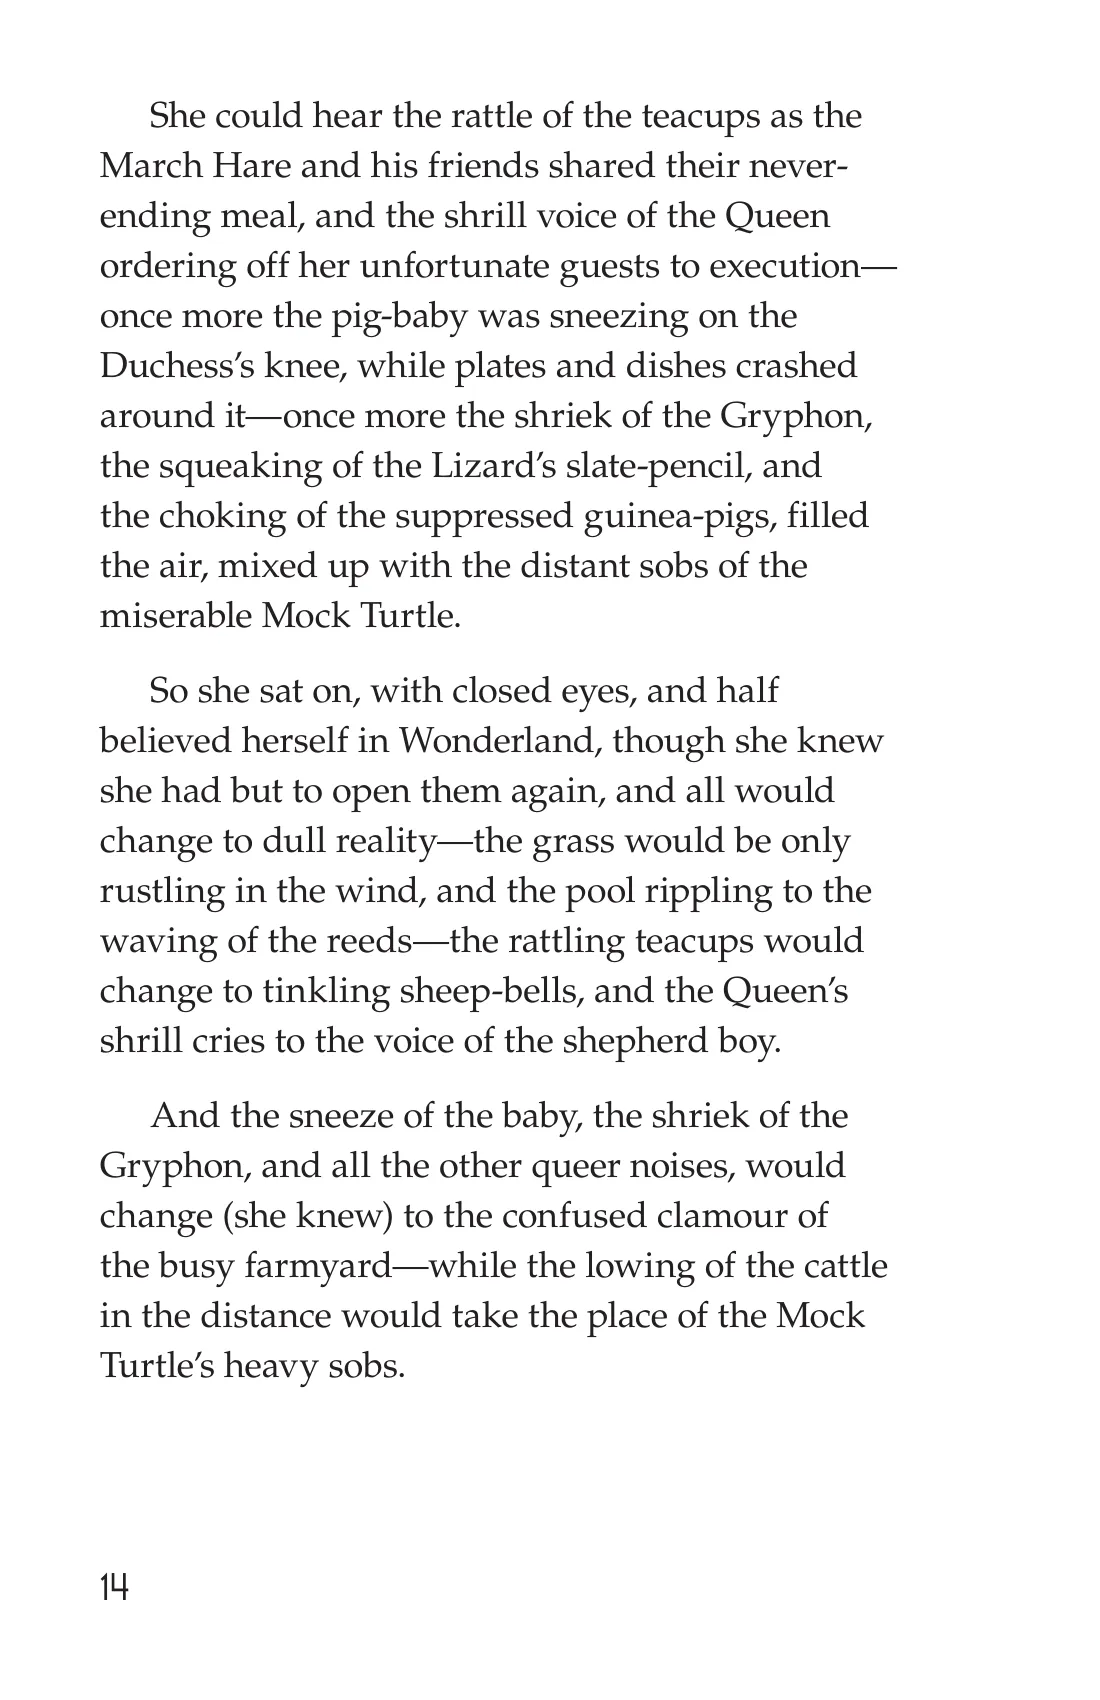 She could hear the rattle of the teacups as the
March Hare and his friends shared their never-
ending meal, and the shrill voice of the Queen
ordering off her unfortunate guests to execution—
once more the pig-baby was sneezing on the
Duchess’s knee, while plates and dishes crashed
around it—once more the shriek of the Gryphon,
the squeaking of the Lizard’s slate-pencil, and
the choking of the suppressed guinea-pigs, filled
the air, mixed up with the distant sobs of the
miserable Mock Turtle.
So she sat on, with closed eyes, and half
believed herself in Wonderland, though she knew
she had but to open them again, and all would
change to dull reality—the grass would be only
rustling in the wind, and the pool rippling to the
waving of the reeds—the rattling teacups would
change to tinkling sheep-bells, and the Queen’s
shrill cries to the voice of the shepherd boy.
And the sneeze of the baby, the shriek of the
Gryphon, and all the other queer noises, would
change (she knew) to the confused clamour of
the busy farmyard—while the lowing of the cattle
in the distance would take the place of the Mock
Turtle’s heavy sobs.
14